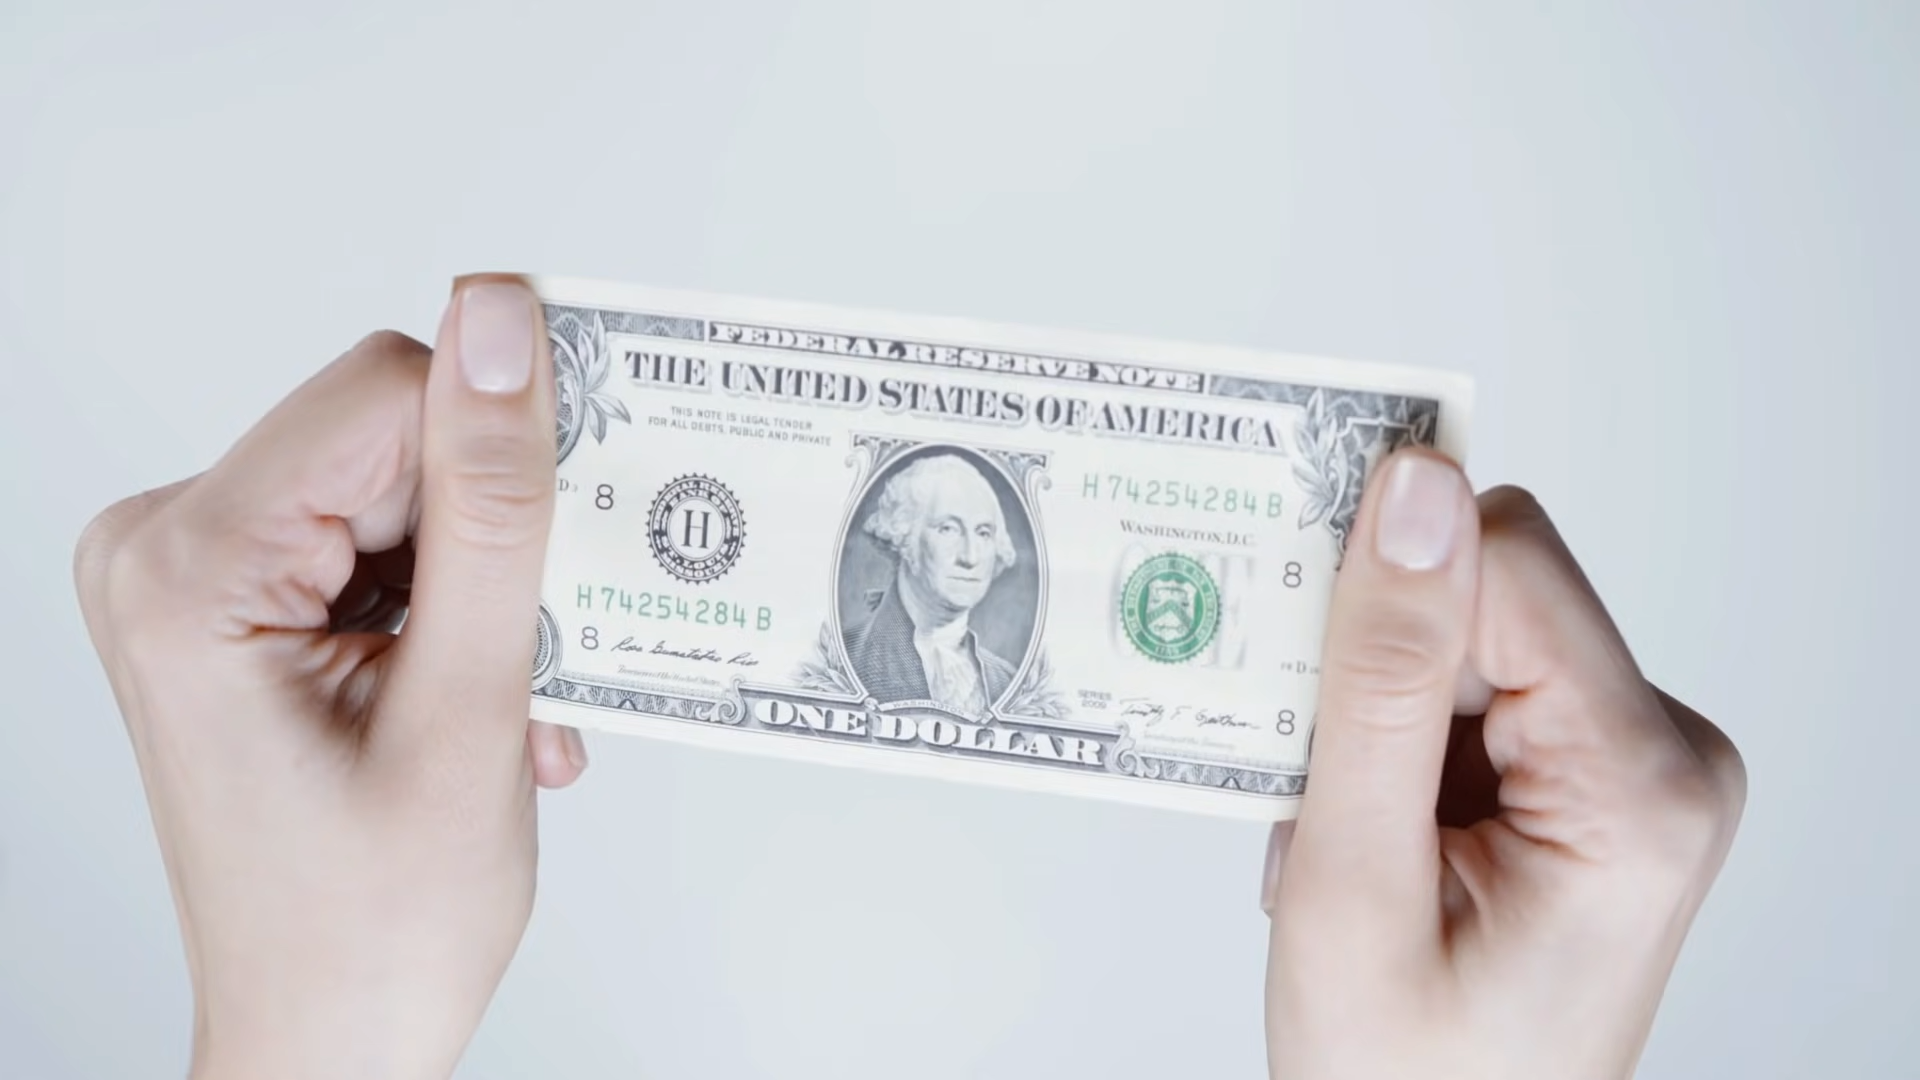 FEDERAL RESERVE NOTE
THE UNITED STATES OF AMERICA
THIS NOTE IS LEGAL TENDER
FOR ALL DEBTS, PUBLIC AND PRIVATE
H 74254284 B
WASHINGTON, D.C.
8
H
8
H 74254284 B
8
SERIES
2009
8
WASHINGTON
ONE DOLLAR